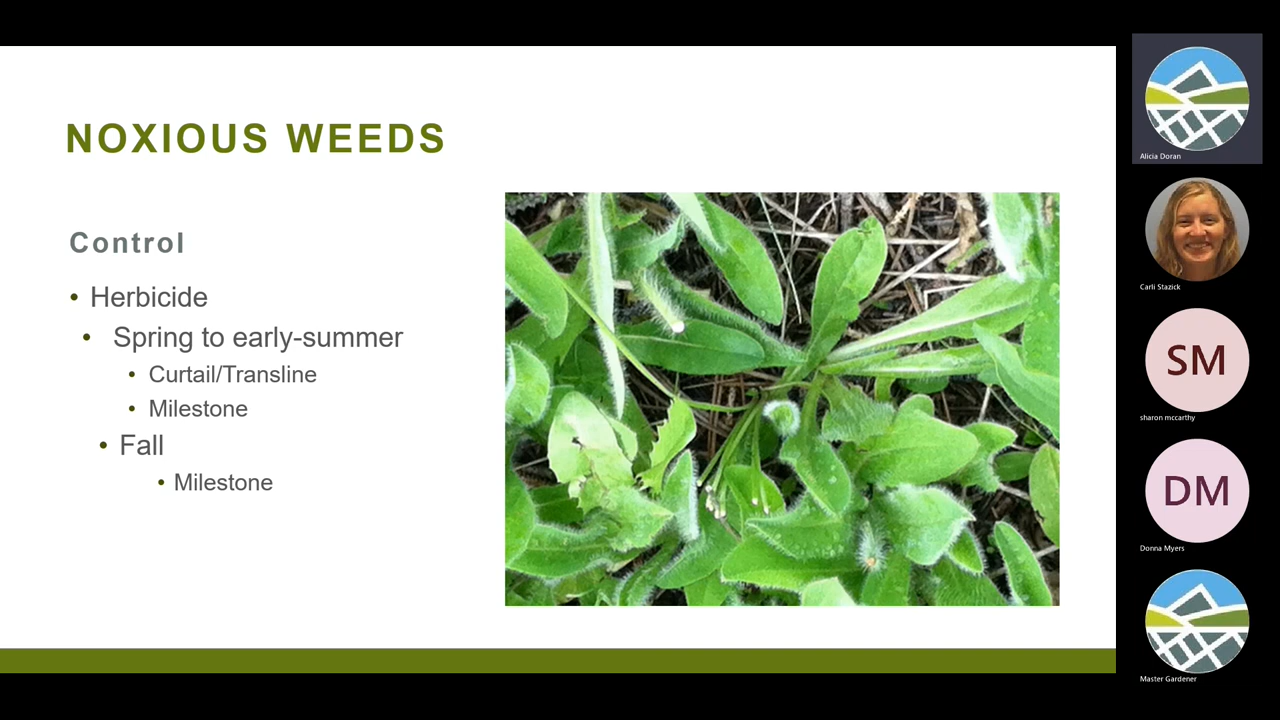 NOXIOUS WEEDS
Control
• Herbicide
• Spring to early-summer
• Curtail/Transline
• Milestone
• Fall
• Milestone
Alicia Doran
Carli Stazick
SM
sharon mccarthy
DM
Donna Myers
Master Gardener